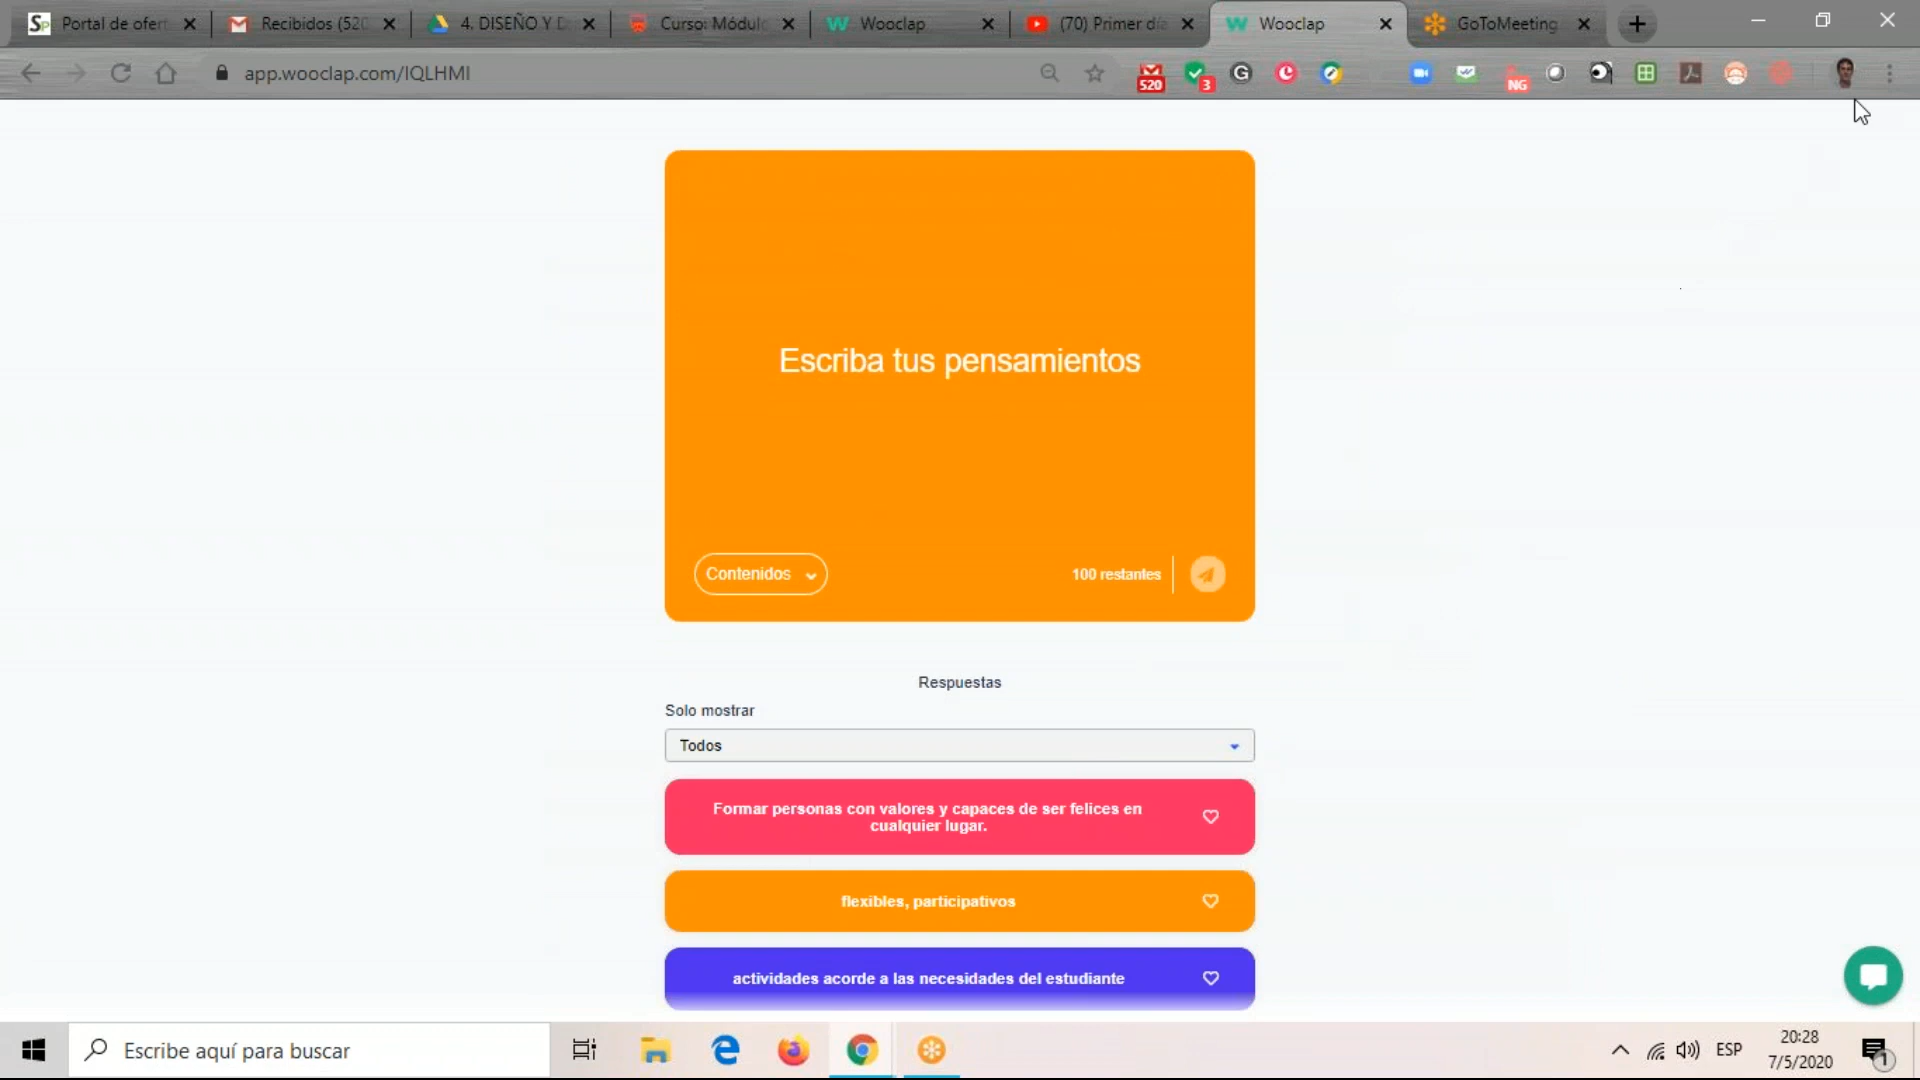 Portal de ofert
Recibidos (520
4. DISEÑO Y D
Curso: Módulo
Wooclap
(70) Primer día
Wooclap
GoToMeeting
app.wooclap.com/IQLHMI
520
3
NG
Escriba tus pensamientos
Contenidos
100 restantes
Respuestas
Solo mostrar
Todos
Formar personas con valores y capaces de ser felices en
cualquier lugar.
flexibles, participativos
actividades acorde a las necesidades del estudiante
Escribe aquí para buscar
ESP
20:28
7/5/2020
1